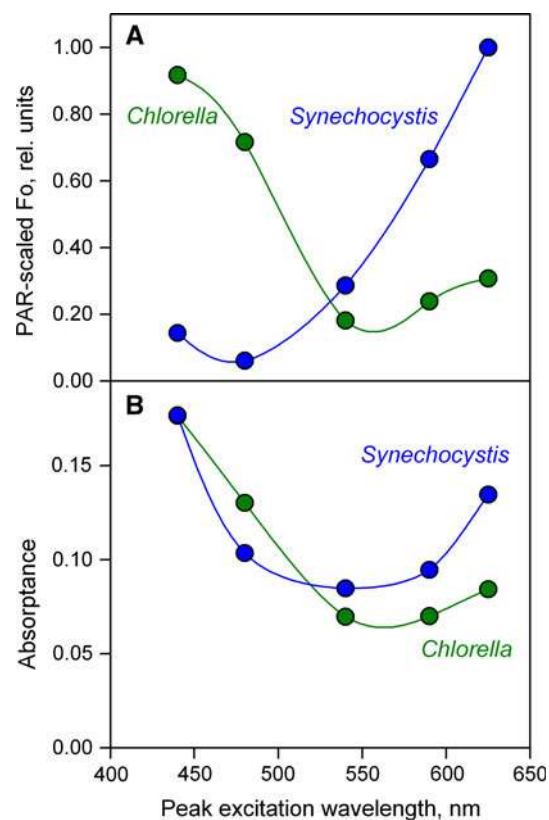 A
1.00
Chlorella
Synechocystis
0.80
0.60
0.40
0.20
0.00
PAR-scaled Fo, rel. units
B
Synechocystis
0.15
0.10
0.05
0.00
Chlorella
Absorptance
400
450
500
550
600
650
Peak excitation wavelength, nm